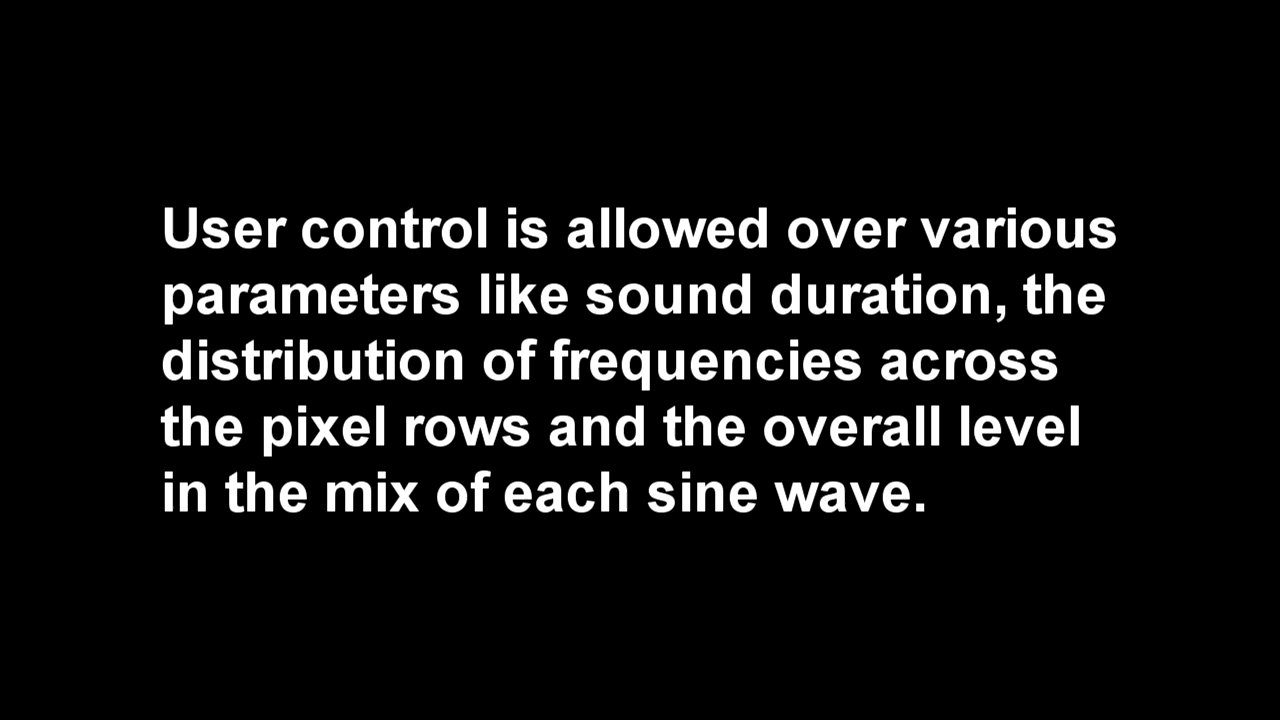 User control is allowed over various
parameters like sound duration, the
distribution of frequencies across
the pixel rows and the overall level
in the mix of each sine wave.